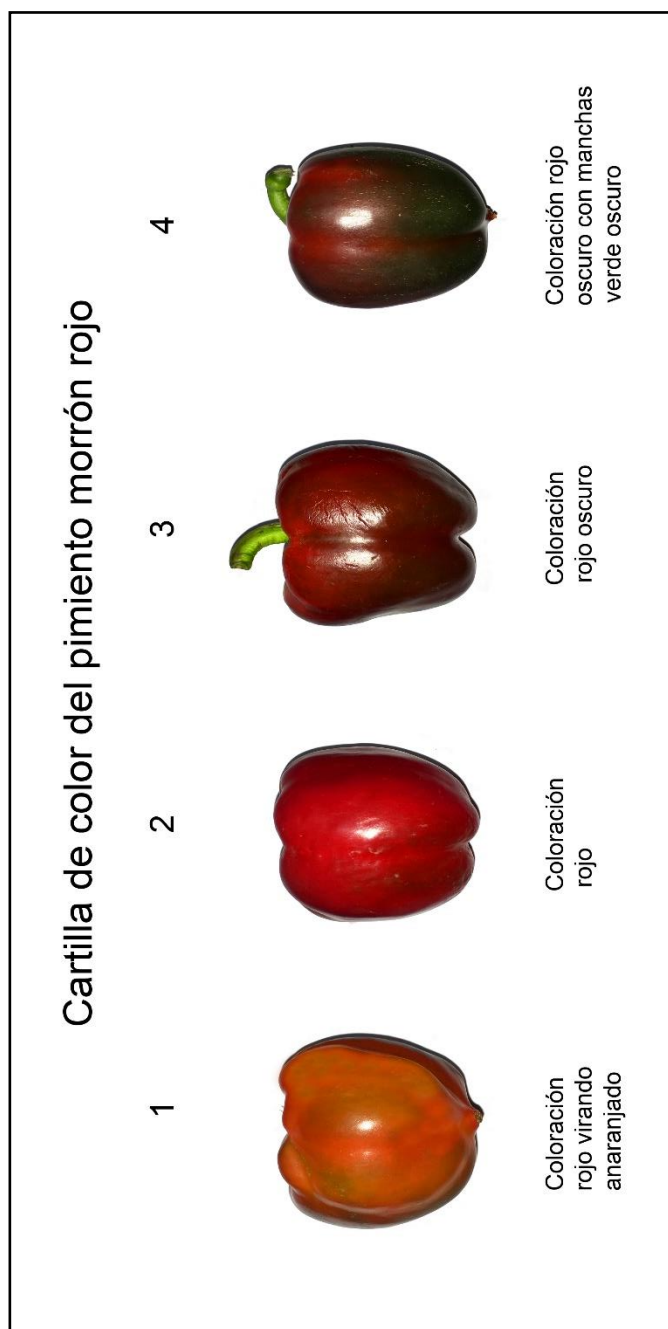 Cartilla de color del pimiento morrón rojo
1
2
3
4
Coloración
rojo virando
anaranjado
Coloración
rojo
Coloración
rojo oscuro
Coloración rojo
oscuro con manchas
verde oscuro